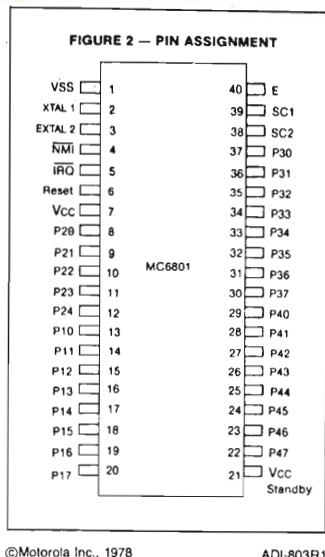 FIGURE 2 — PIN ASSIGNMENT
VSS 1 40 E
XTAL 1 2 39 SC1
EXTAL 2 3 38 SC2
NMI 4 37 P30
IRQ 5 36 P31
Reset 6 35 P32
VCC 7 34 P33
P20 8 33 P34
P21 9 32 P35
P22 10 MC6801 31 P36
P23 11 30 P37
P24 12 29 P40
P10 13 28 P41
P11 14 27 P42
P12 15 26 P43
P13 16 25 P44
P14 17 24 P45
P15 18 23 P46
P16 19 22 P47
P17 20 21 VCC
Standby
©Motorola Inc., 1978 ADI-803R1